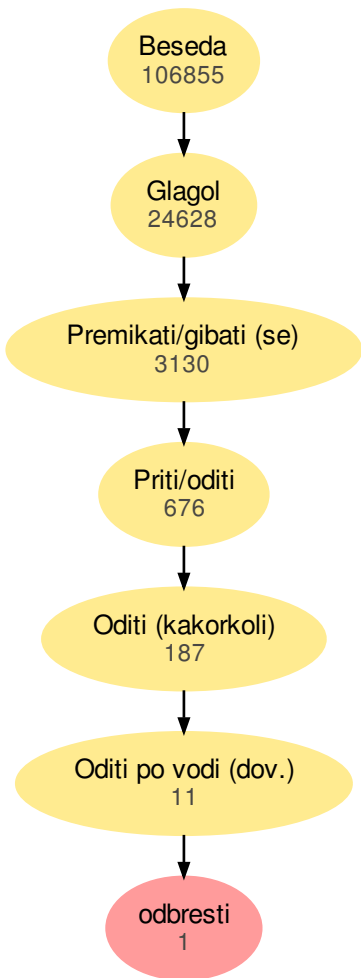 Beseda
106855
Glagol
24628
Premikati/gibati (se)
3130
Priti/oditi
676
Oditi (kakorkoli)
187
Oditi po vodi (dov.)
11
odbresti
1